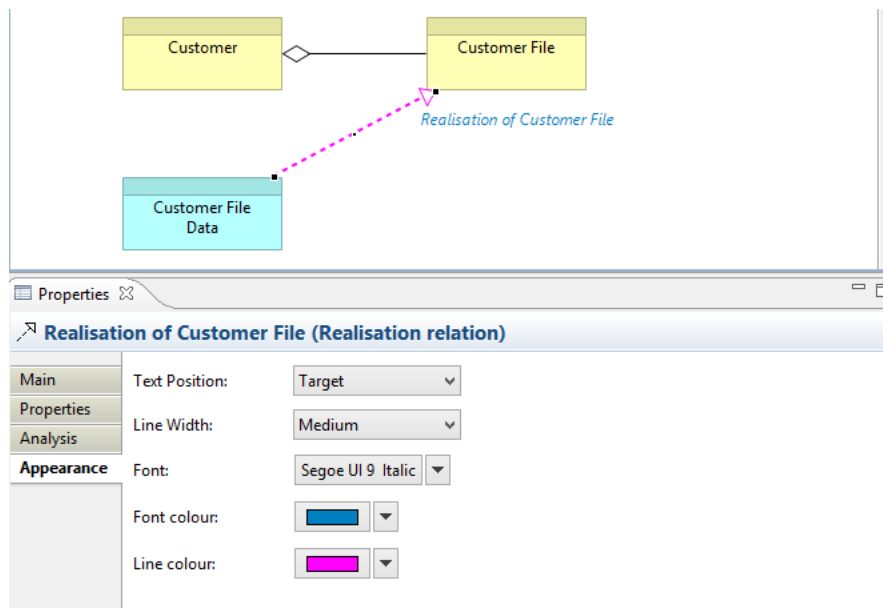 Customer
Customer File
Realisation of Customer File
Customer File
Data
Properties
Realisation of Customer File (Realisation relation)
Main
Properties
Analysis
Appearance
Text Position:
Target
Line Width:
Medium
Font:
Segoe UI 9 Italic
Font colour:
Line colour: